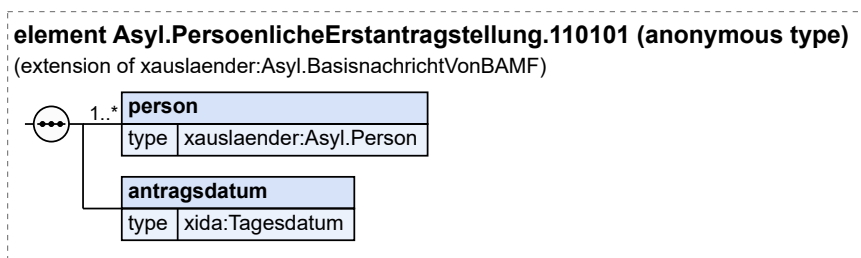 element Asyl.PersoenlicheErstantragstellung.110101 (anonymous type)
(extension of xauslaender:Asyl.BasisnachrichtVonBAMF)
1..* person
type xauslaender:Asyl.Person
antragsdatum
type xida:Tagesdatum